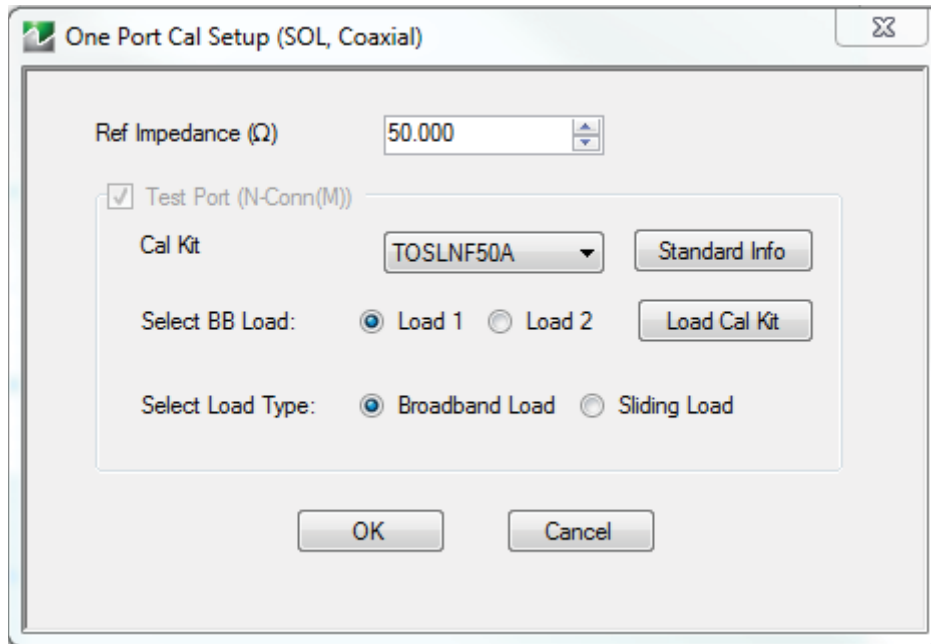 One Port Cal Setup (SOL, Coaxial)
Ref Impedance (Ω) 50.000
Test Port (N-Conn(M))
Cal Kit TOSLNF50A Standard Info
Select BB Load: Load 1 Load 2 Load Cal Kit
Select Load Type: Broadband Load Sliding Load
OK Cancel